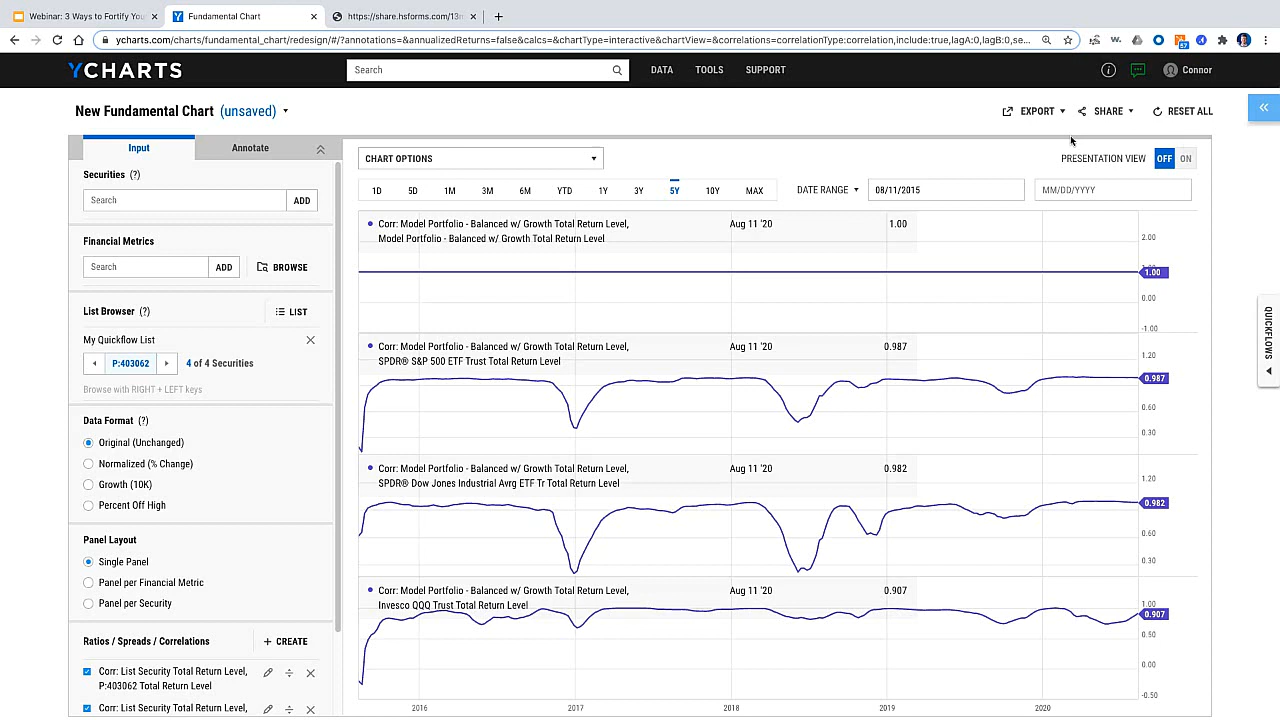 Webinar: 3 Ways to Fortify You
Fundamental Chart
https://share.hsforms.com/13m
ycharts.com/charts/fundamental_chart/redesign/#/?annotations=&annualizedReturns=false&calcs=&chartType=interactive&chartView=&correlations=correlationType:correlation,include:true,lagA:0,lagB:0,se...
YCHARTS
Search
DATA
TOOLS
SUPPORT
Connor
New Fundamental Chart (unsaved)
EXPORT
SHARE
RESET ALL
Input
Annotate
Securities (?)
Search
ADD
Financial Metrics
Search
ADD
BROWSE
List Browser (?)
LIST
My Quickflow List
P:403062
4 of 4 Securities
Browse with RIGHT + LEFT keys
Data Format (?)
Original (Unchanged)
Normalized (% Change)
Growth (10K)
Percent Off High
Panel Layout
Single Panel
Panel per Financial Metric
Panel per Security
Ratios / Spreads / Correlations
+ CREATE
Corr: List Security Total Return Level,
P:403062 Total Return Level
Corr: List Security Total Return Level,
CHART OPTIONS
PRESENTATION VIEW
OFF
ON
1D
5D
1M
3M
6M
YTD
1Y
3Y
5Y
10Y
MAX
DATE RANGE
08/11/2015
MM/DD/YYYY
Corr: Model Portfolio - Balanced w/ Growth Total Return Level,
Model Portfolio - Balanced w/ Growth Total Return Level
Aug 11 '20
1.00
2.00
1.00
0.00
-1.00
Corr: Model Portfolio - Balanced w/ Growth Total Return Level,
SPDR® S&P 500 ETF Trust Total Return Level
Aug 11 '20
0.987
1.20
0.987
0.60
0.30
Corr: Model Portfolio - Balanced w/ Growth Total Return Level,
SPDR® Dow Jones Industrial Avrg ETF Tr Total Return Level
Aug 11 '20
0.982
1.20
0.982
0.60
0.30
Corr: Model Portfolio - Balanced w/ Growth Total Return Level,
Invesco QQQ Trust Total Return Level
Aug 11 '20
0.907
1.00
0.907
0.50
0.00
-0.50
2016
2017
2018
2019
2020
QUICKFLOWS